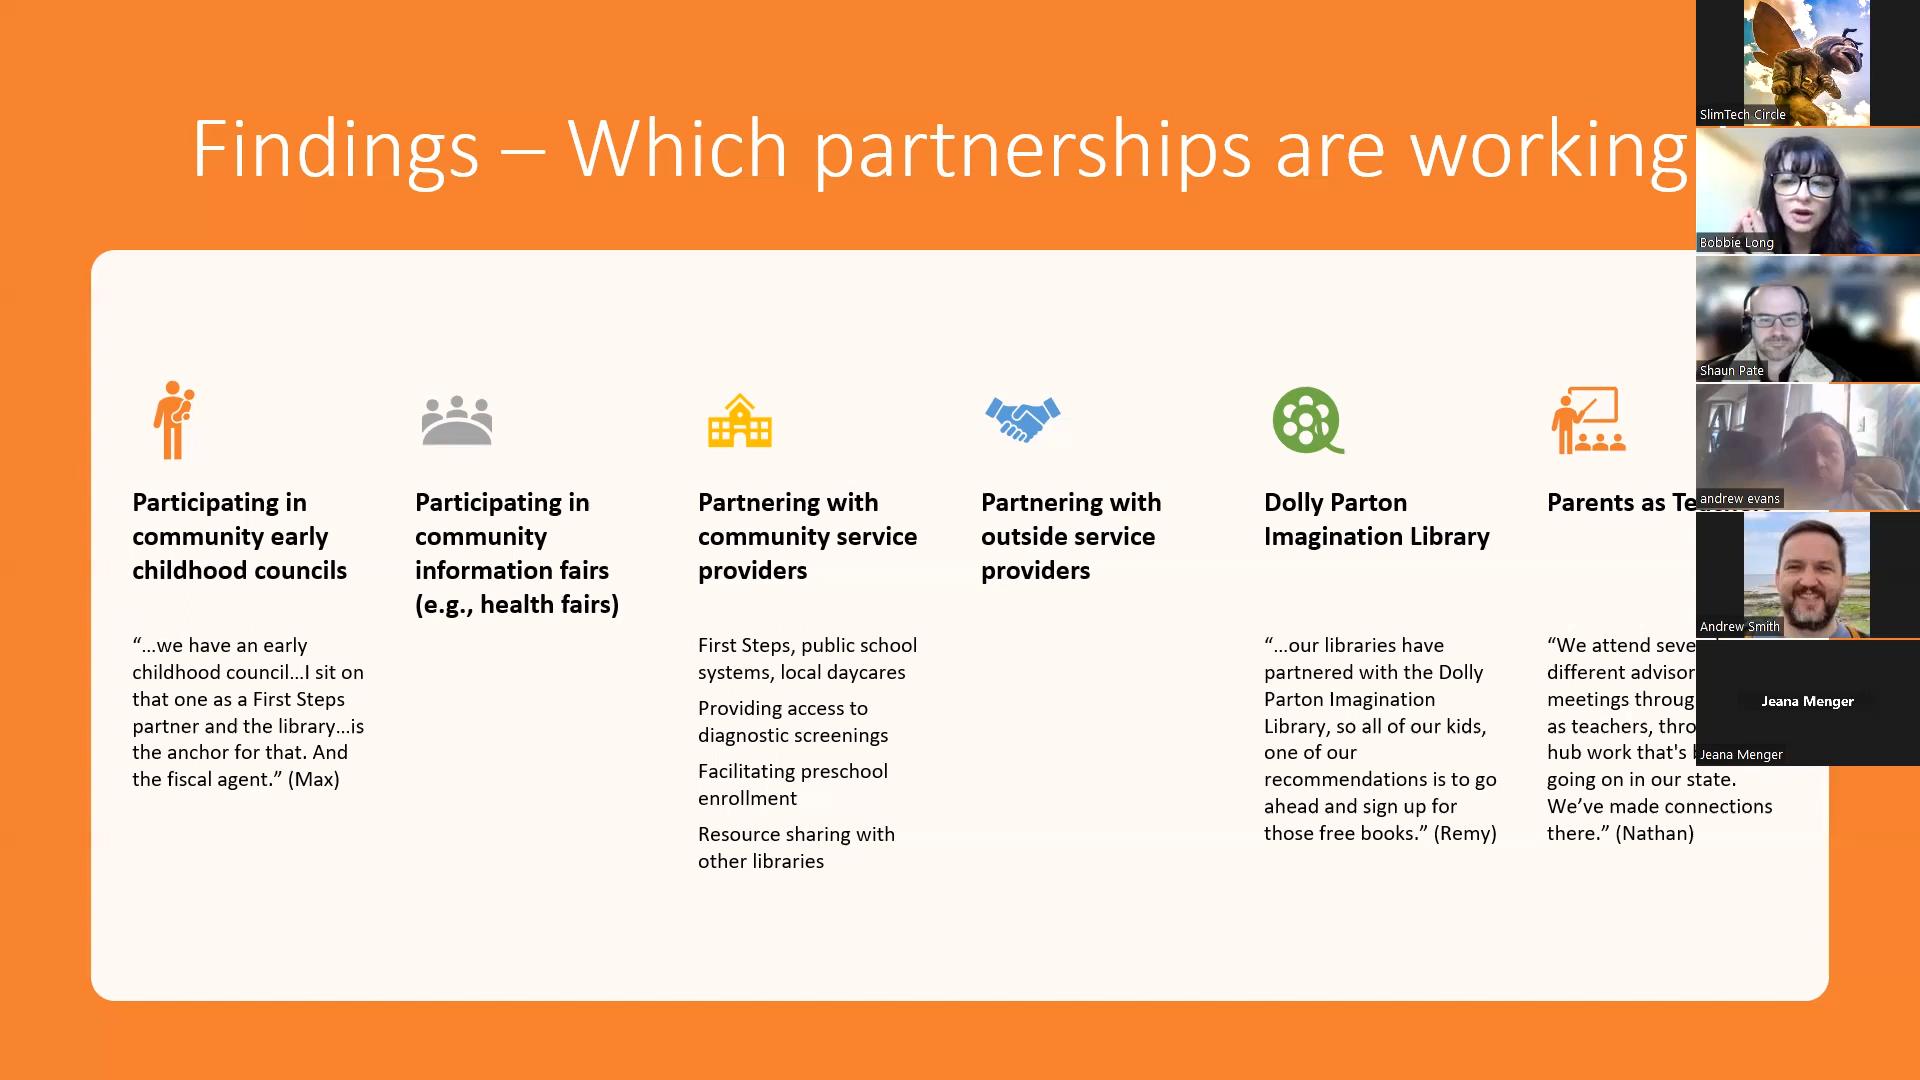 Findings – Which partnerships are working
Participating in
community early
childhood councils
“…we have an early
childhood council…I sit on
that one as a First Steps
partner and the library…is
the anchor for that. And
the fiscal agent.” (Max)
Participating in
community
information fairs
(e.g., health fairs)
Partnering with
community service
providers
First Steps, public school
systems, local daycares
Providing access to
diagnostic screenings
Facilitating preschool
enrollment
Resource sharing with
other libraries
Partnering with
outside service
providers
Dolly Parton
Imagination Library
“…our libraries have
partnered with the Dolly
Parton Imagination
Library, so all of our kids,
one of our
recommendations is to go
ahead and sign up for
those free books.” (Remy)
Parents as
“We attend
different
meetings
as teachers,
hub work that's
going on in our state.
We’ve made connections
there.” (Nathan)
SlimTech Circle
Bobbie Long
Shaun Pate
andrew evans
Andrew Smith
Jeana Menger
Jeana Menger